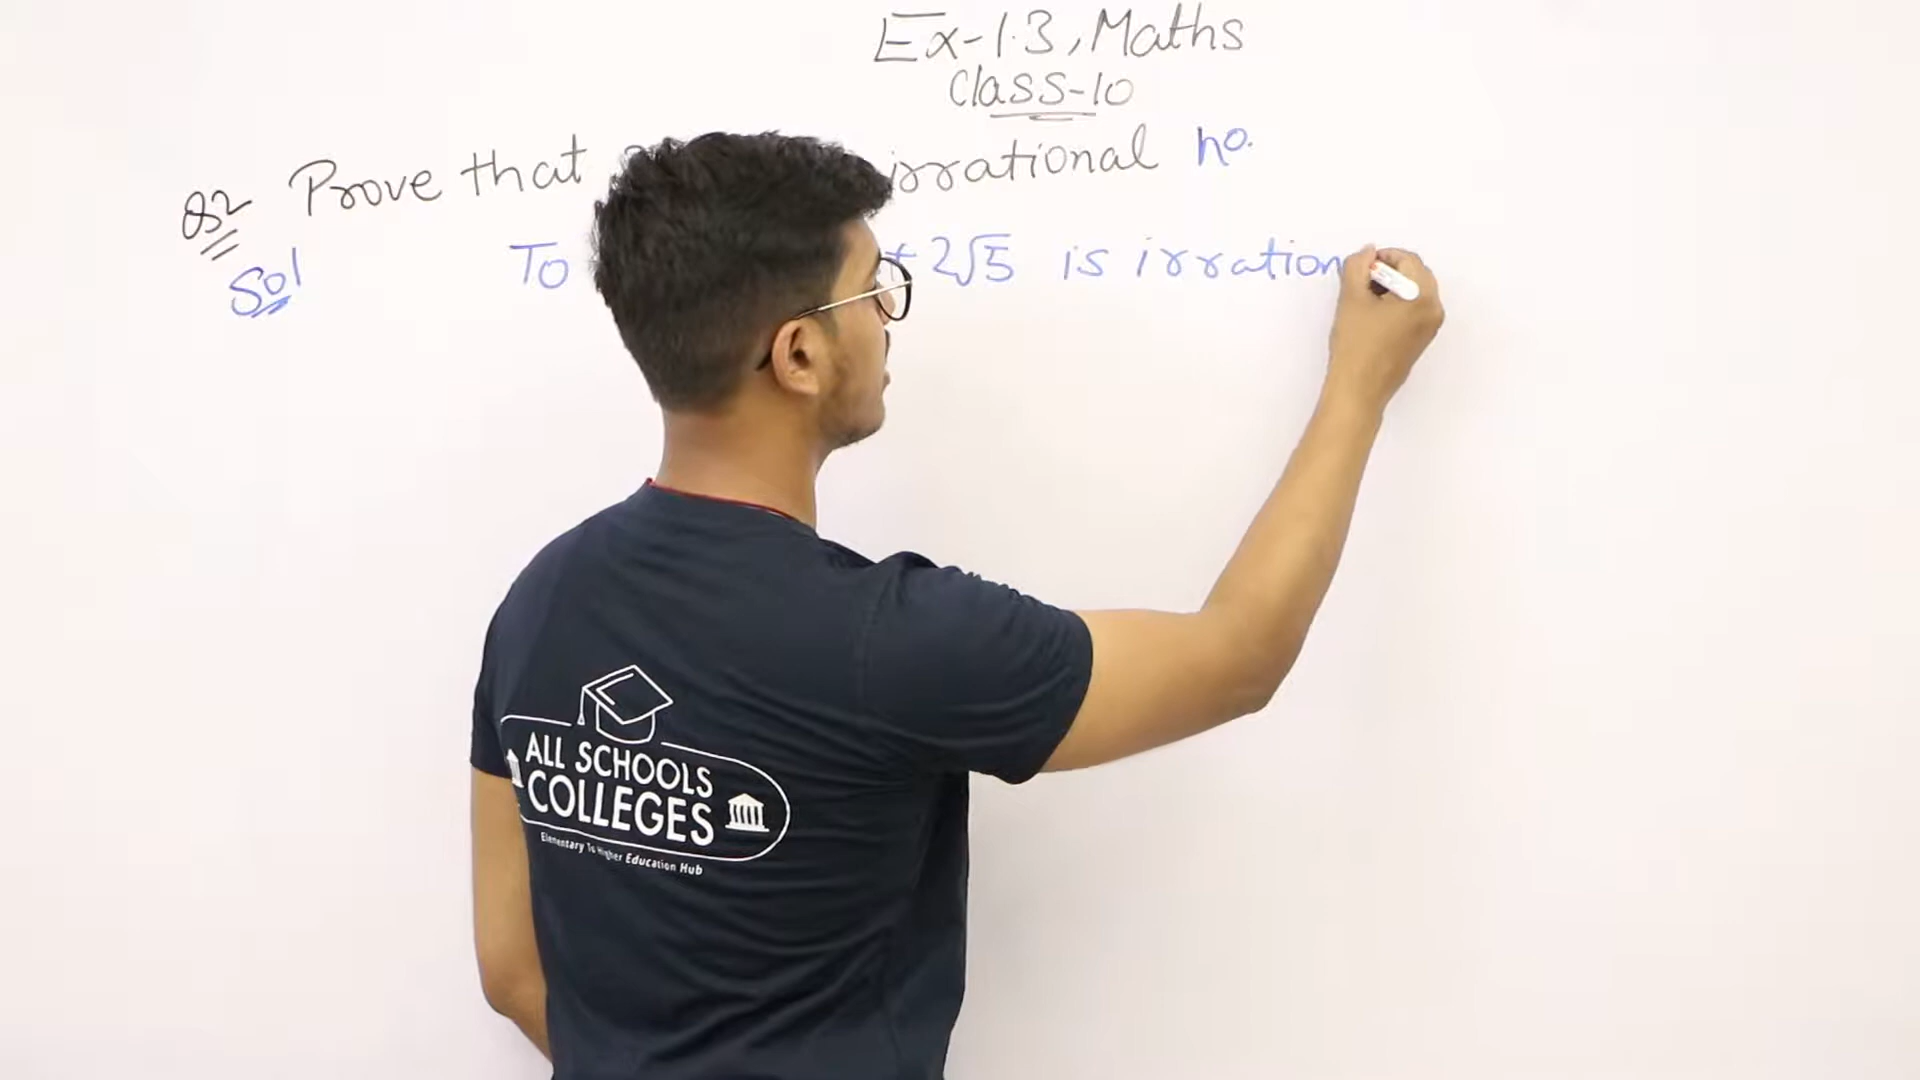 Ex-1.3, Maths
Class-10
Q2 Prove that irrational no.
Sol To + 2√5 is irration
ALL SCHOOLS
COLLEGES
Elementary To Higher Education Hub